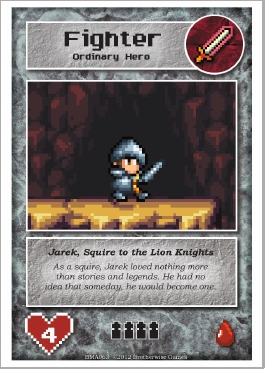 Fighter
Ordinary Hero
Jarek, Squire to the Lion Knights
As a squire, Jarek loved nothing more
than stories and legends. He had no
idea that someday, he would become one.
4
BMA063 ©2012 Brotherwise Games